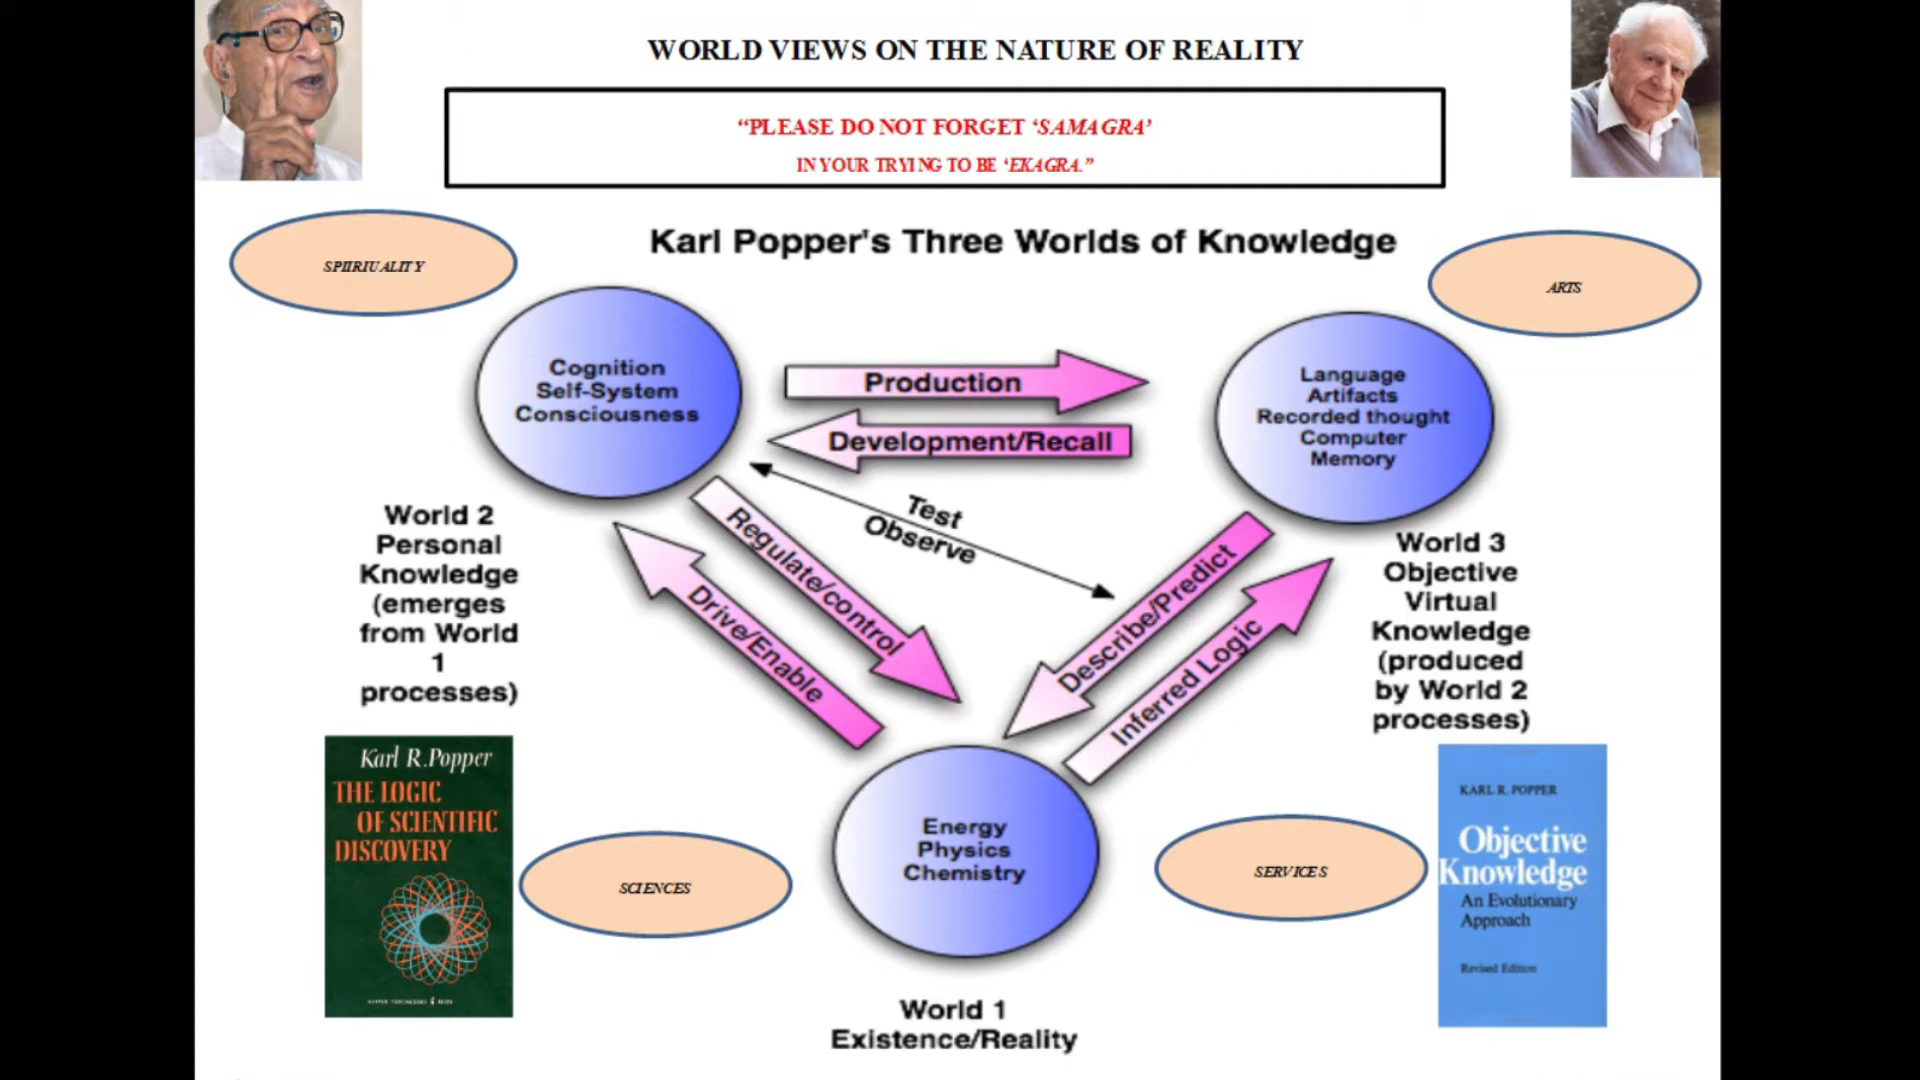 WORLD VIEWS ON THE NATURE OF REALITY
“PLEASE DO NOT FORGET ‘SAMAGRA’
IN YOUR TRYING TO BE ‘EKAGRA.”
Karl Popper's Three Worlds of Knowledge
SPIIRIUALITY
ARTS
Cognition
Self-System
Consciousness
Production
Development/Recall
Language
Artifacts
Recorded thought
Computer
Memory
Test
Observe
Regulate/control
Drive/Enable
Describe/Predict
Inferred Logic
World 2
Personal
Knowledge
(emerges
from World
1
processes)
World 3
Objective
Virtual
Knowledge
(produced
by World 2
processes)
Karl R.Popper
THE LOGIC
OF SCIENTIFIC
DISCOVERY
SCIENCES
Energy
Physics
Chemistry
SERVICES
KARL R. POPPER
Objective
Knowledge
An Evolutionary
Approach
Revised Edition
World 1
Existence/Reality